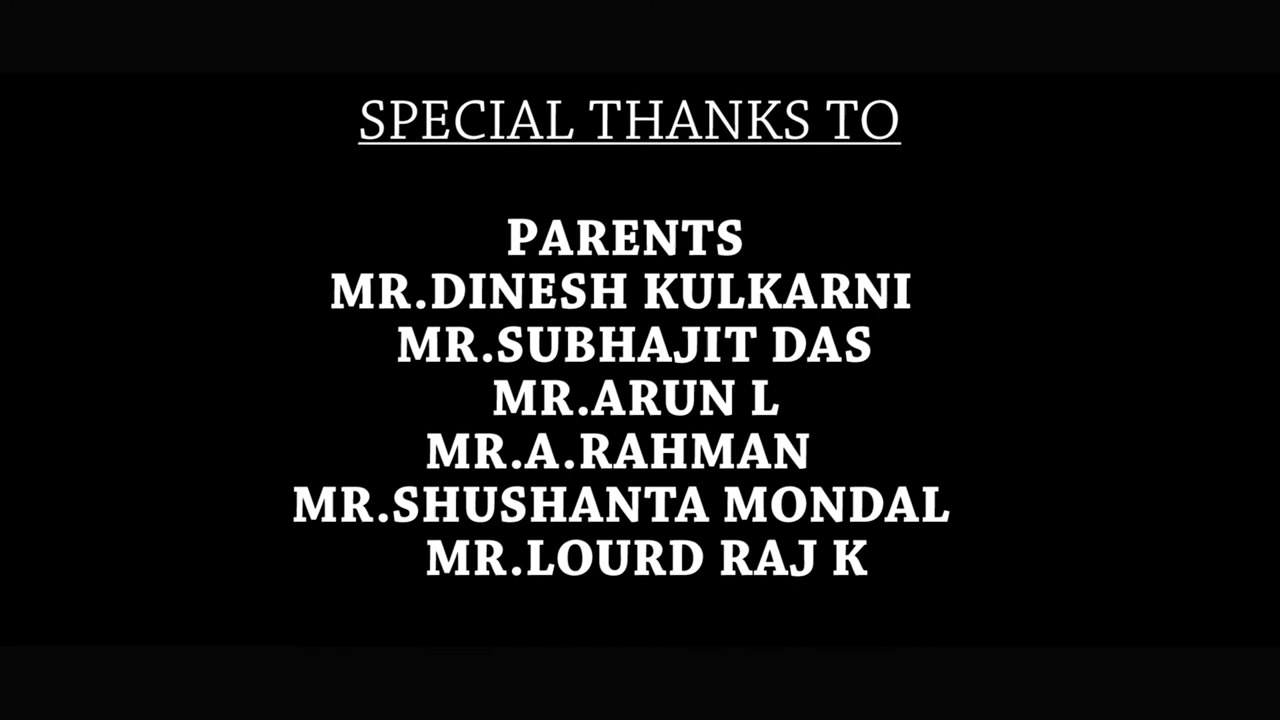 SPECIAL THANKS TO
PARENTS
MR.DINESH KULKARNI
MR.SUBHAJIT DAS
MR.ARUN L
MR.A.RAHMAN
MR.SHUSHANTA MONDAL
MR.LOURD RAJ K